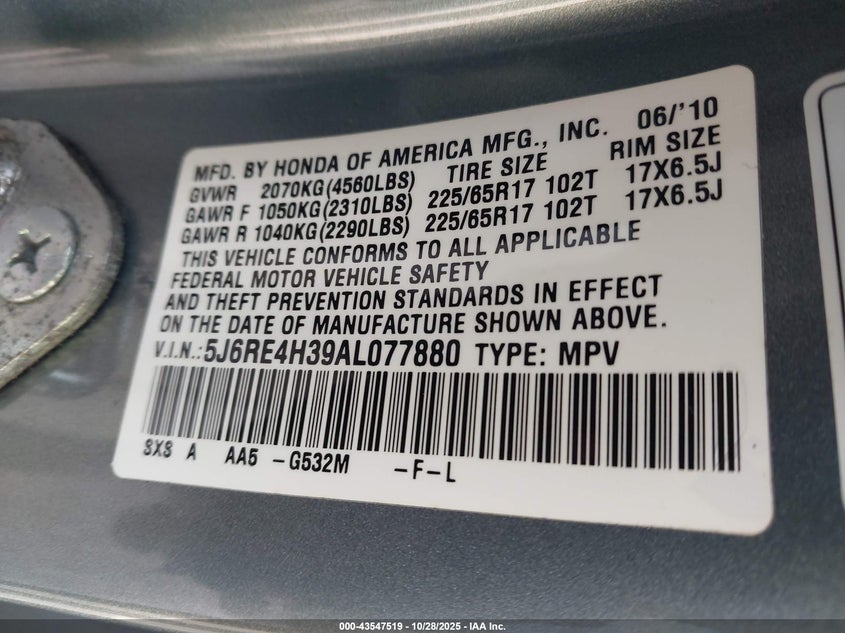 MFD. BY HONDA OF AMERICA MFG., INC. 06/'10
GVWR 2070KG(4560LBS) TIRE SIZE RIM SIZE
GAWR F 1050KG(2310LBS) 225/65R17 102T 17X6.5J
GAWR R 1040KG(2290LBS) 225/65R17 102T 17X6.5J
THIS VEHICLE CONFORMS TO ALL APPLICABLE
FEDERAL MOTOR VEHICLE SAFETY
AND THEFT PREVENTION STANDARDS IN EFFECT
ON THE DATE OF MANUFACTURE SHOWN ABOVE.
V.I.N.:5J6RE4H39AL077880 TYPE: MPV
SXS A AA5 -G532M -F-L
000-43547519 | 10/28/2025 | IAA Inc.